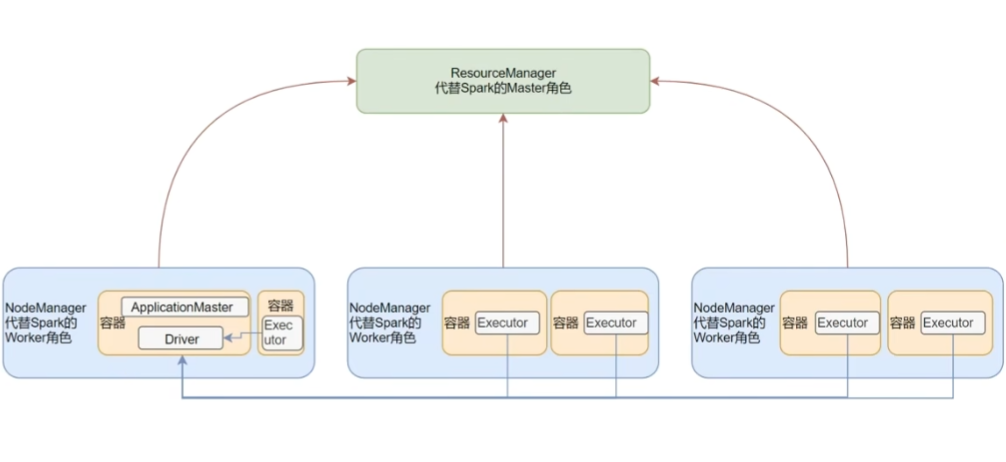 ResourceManager
代替Spark的Master角色
NodeManager
代替Spark的
Worker角色
容器
ApplicationMaster
Driver
容器
Exec
utor
NodeManager
代替Spark的
Worker角色
容器
Executor
容器
Executor
NodeManager
代替Spark的
Worker角色
容器
Executor
容器
Executor